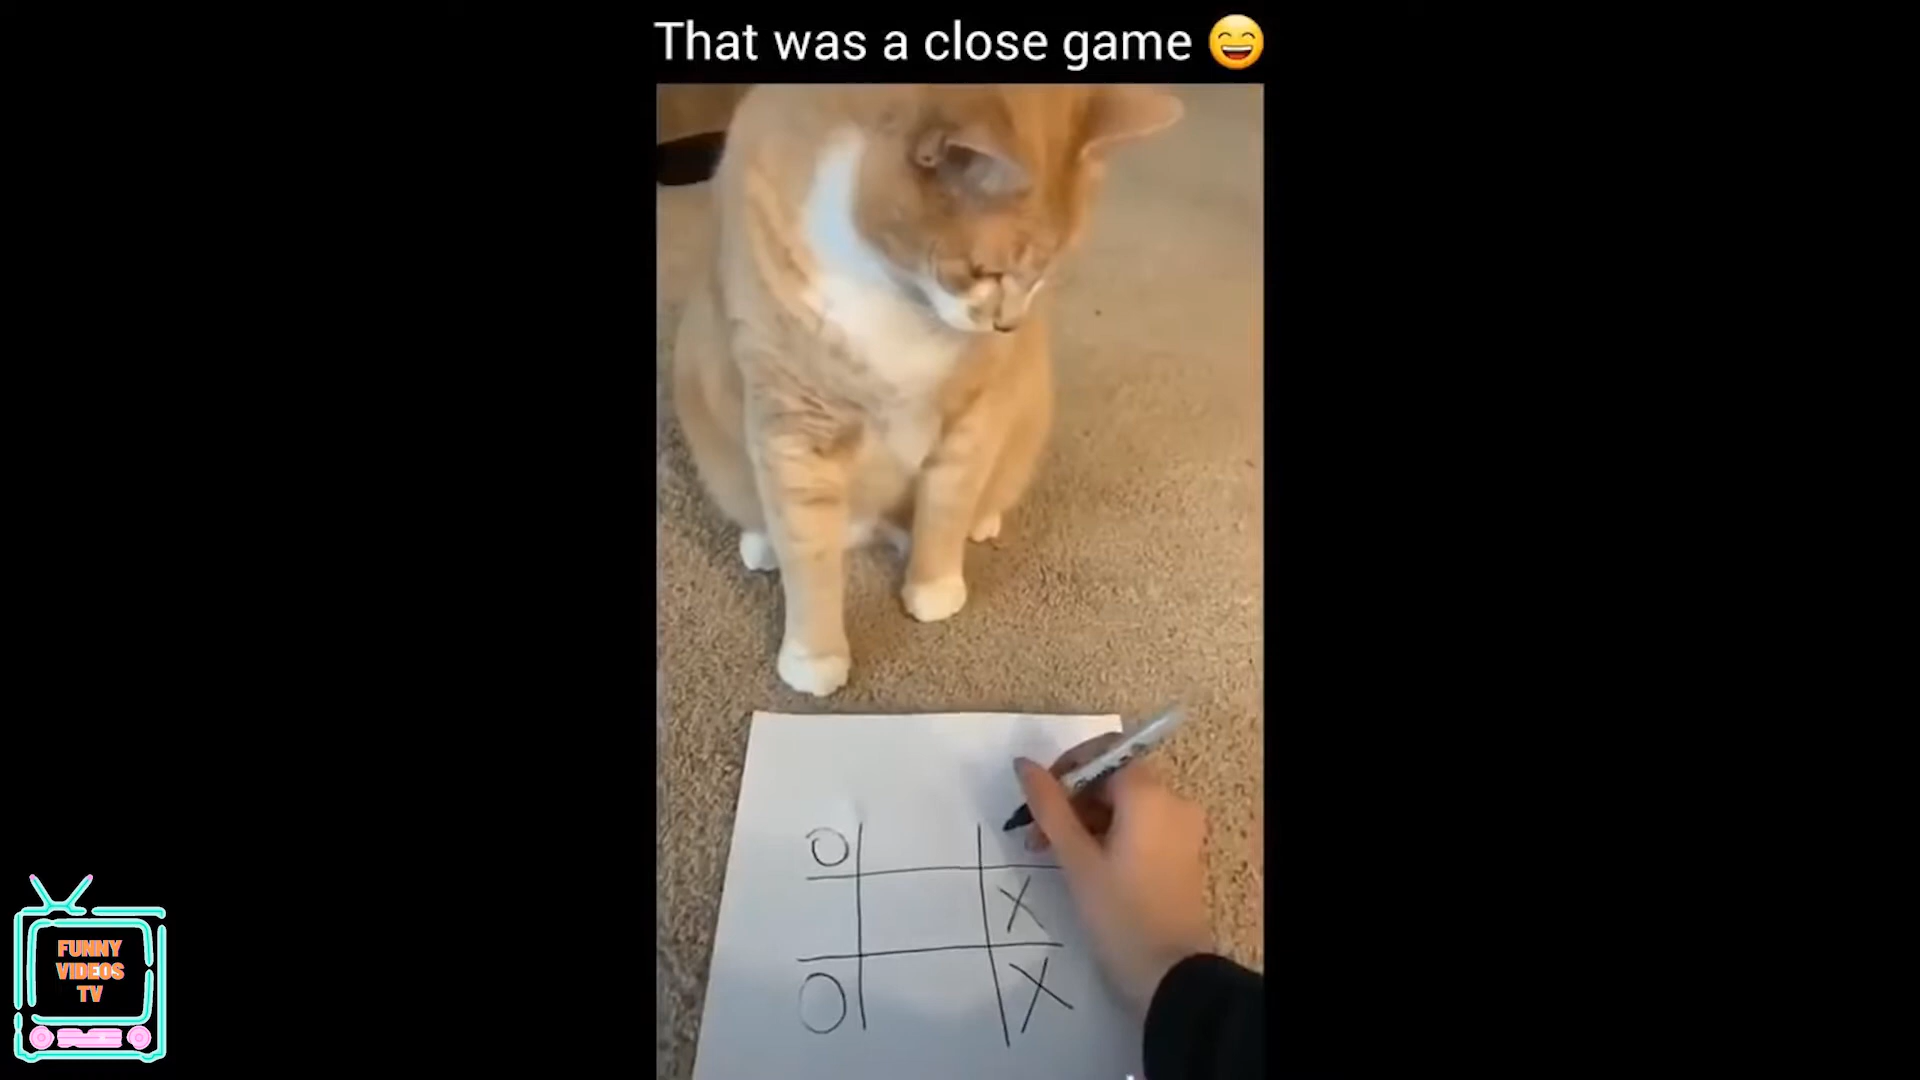 That was a close game 😄
O
X
O X
FUNNY
VIDEOS
TV